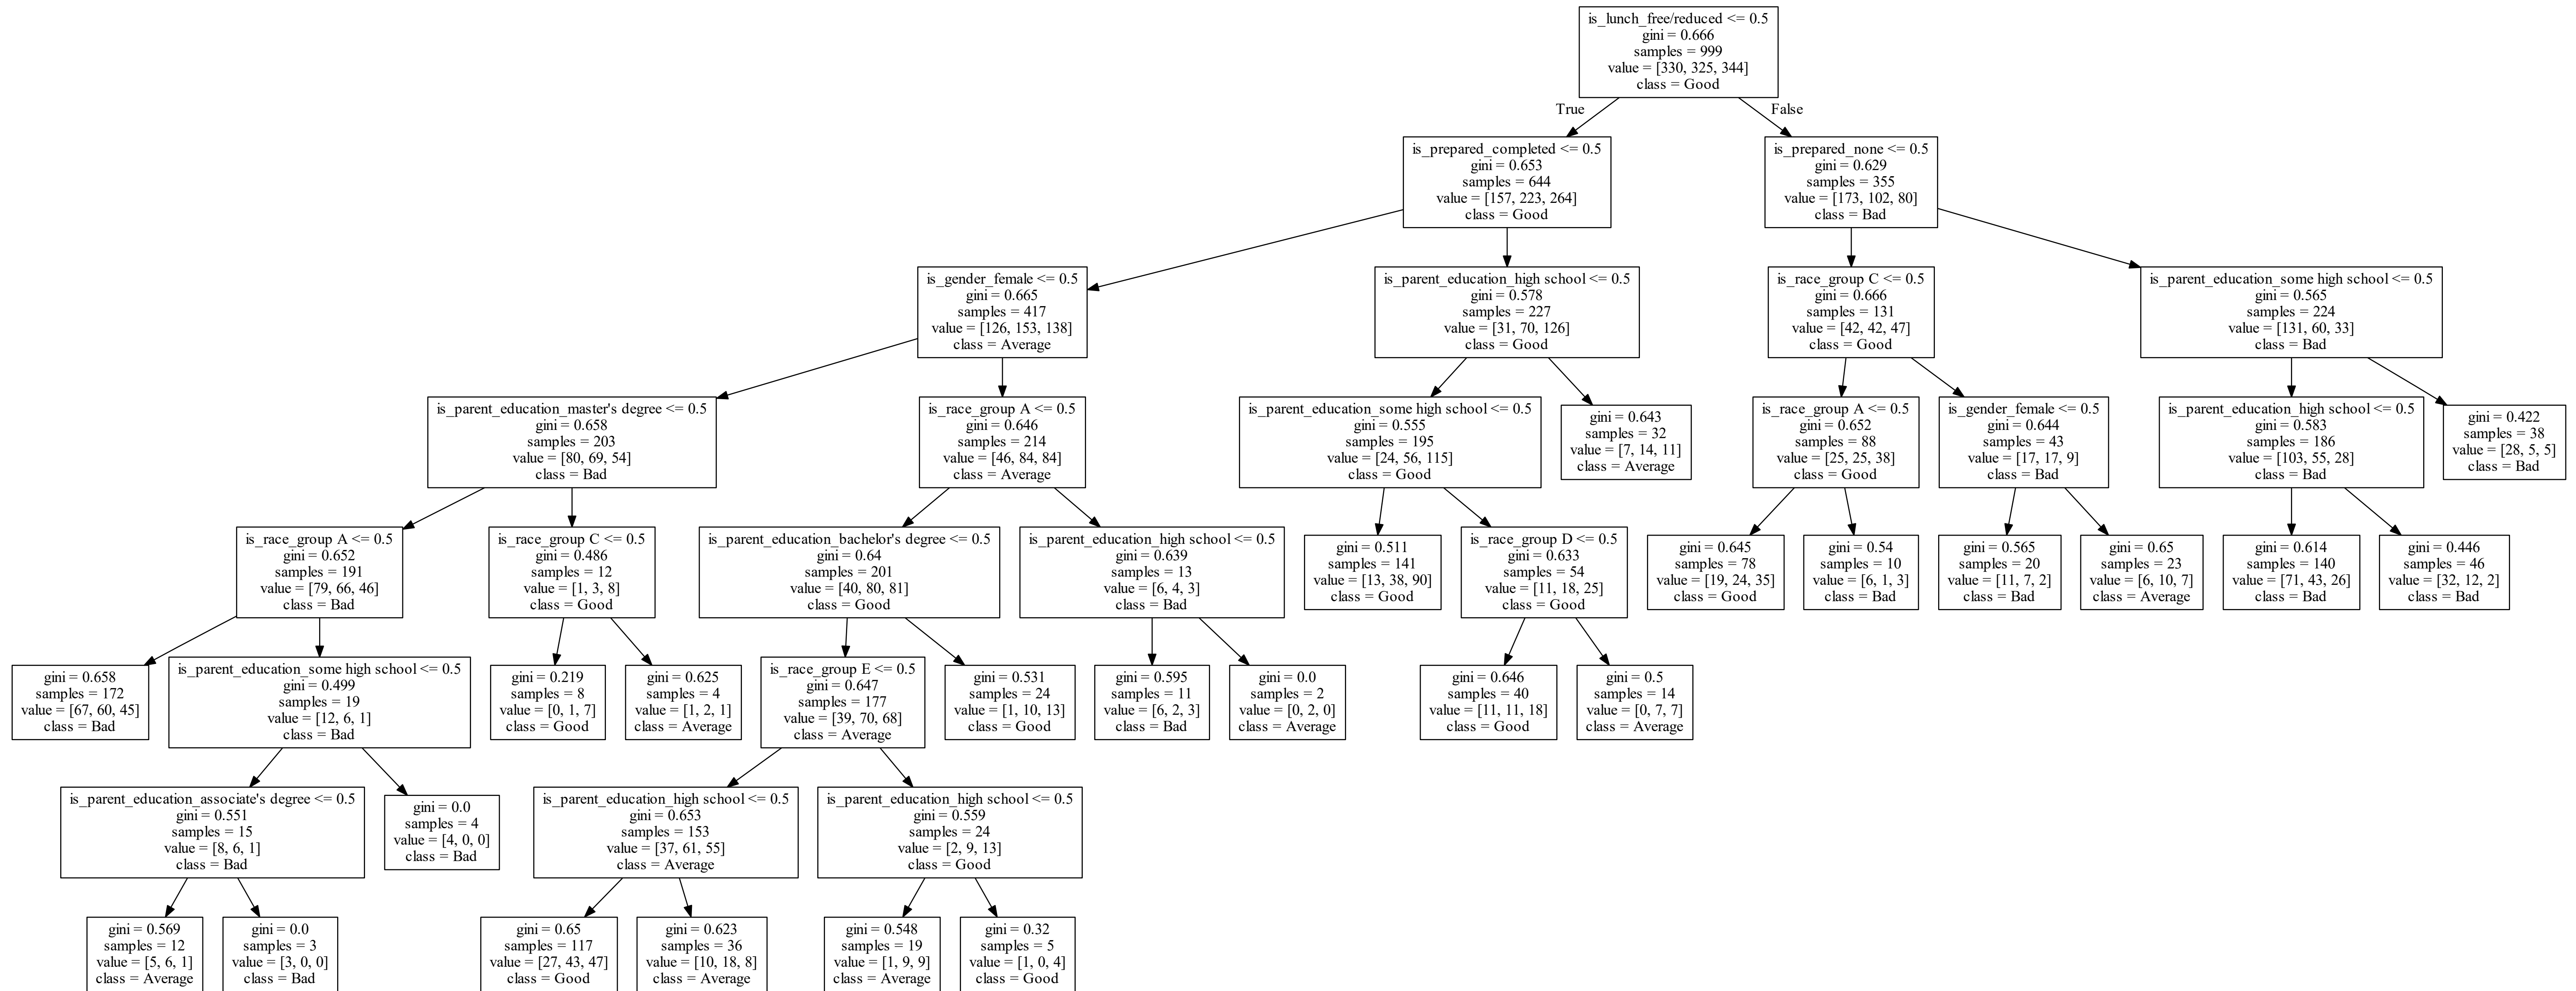 is_lunch_free/reduced <= 0.5
gini = 0.666
samples = 999
value = [330, 325, 344]
class = Good
True
False
is_prepared_completed <= 0.5
gini = 0.653
samples = 644
value = [157, 223, 264]
class = Good
is_prepared_none <= 0.5
gini = 0.629
samples = 355
value = [173, 102, 80]
class = Bad
is_gender_female <= 0.5
gini = 0.665
samples = 417
value = [126, 153, 138]
class = Average
is_parent_education_high school <= 0.5
gini = 0.578
samples = 227
value = [31, 70, 126]
class = Good
is_race_group C <= 0.5
gini = 0.666
samples = 131
value = [42, 42, 47]
class = Good
is_parent_education_some high school <= 0.5
gini = 0.565
samples = 224
value = [131, 60, 33]
class = Bad
is_parent_education_master's degree <= 0.5
gini = 0.658
samples = 203
value = [80, 69, 54]
class = Bad
is_race_group A <= 0.5
gini = 0.646
samples = 214
value = [46, 84, 84]
class = Average
is_parent_education_some high school <= 0.5
gini = 0.555
samples = 195
value = [24, 56, 115]
class = Good
gini = 0.643
samples = 32
value = [7, 14, 11]
class = Average
is_race_group A <= 0.5
gini = 0.652
samples = 88
value = [25, 25, 38]
class = Good
is_gender_female <= 0.5
gini = 0.644
samples = 43
value = [17, 17, 9]
class = Bad
is_parent_education_high school <= 0.5
gini = 0.583
samples = 186
value = [103, 55, 28]
class = Bad
gini = 0.422
samples = 38
value = [28, 5, 5]
class = Bad
is_race_group A <= 0.5
gini = 0.652
samples = 191
value = [79, 66, 46]
class = Bad
is_race_group C <= 0.5
gini = 0.486
samples = 12
value = [1, 3, 8]
class = Good
is_parent_education_bachelor's degree <= 0.5
gini = 0.64
samples = 201
value = [40, 80, 81]
class = Good
is_parent_education_high school <= 0.5
gini = 0.639
samples = 13
value = [6, 4, 3]
class = Bad
gini = 0.511
samples = 141
value = [13, 38, 90]
class = Good
is_race_group D <= 0.5
gini = 0.633
samples = 54
value = [11, 18, 25]
class = Good
gini = 0.645
samples = 78
value = [19, 24, 35]
class = Good
gini = 0.54
samples = 10
value = [6, 1, 3]
class = Bad
gini = 0.565
samples = 20
value = [11, 7, 2]
class = Bad
gini = 0.65
samples = 23
value = [6, 10, 7]
class = Average
gini = 0.614
samples = 140
value = [71, 43, 26]
class = Bad
gini = 0.446
samples = 46
value = [32, 12, 2]
class = Bad
gini = 0.658
samples = 172
value = [67, 60, 45]
class = Bad
is_parent_education_some high school <= 0.5
gini = 0.499
samples = 19
value = [12, 6, 1]
class = Bad
gini = 0.219
samples = 8
value = [0, 1, 7]
class = Good
gini = 0.625
samples = 4
value = [1, 2, 1]
class = Average
is_race_group E <= 0.5
gini = 0.647
samples = 177
value = [39, 70, 68]
class = Average
gini = 0.531
samples = 24
value = [1, 10, 13]
class = Good
gini = 0.595
samples = 11
value = [6, 2, 3]
class = Bad
gini = 0.0
samples = 2
value = [0, 2, 0]
class = Average
gini = 0.646
samples = 40
value = [11, 11, 18]
class = Good
gini = 0.5
samples = 14
value = [0, 7, 7]
class = Average
is_parent_education_associate's degree <= 0.5
gini = 0.551
samples = 15
value = [8, 6, 1]
class = Bad
gini = 0.0
samples = 4
value = [4, 0, 0]
class = Bad
is_parent_education_high school <= 0.5
gini = 0.653
samples = 153
value = [37, 61, 55]
class = Average
is_parent_education_high school <= 0.5
gini = 0.559
samples = 24
value = [2, 9, 13]
class = Good
gini = 0.569
samples = 12
value = [5, 6, 1]
class = Average
gini = 0.0
samples = 3
value = [3, 0, 0]
class = Bad
gini = 0.65
samples = 117
value = [27, 43, 47]
class = Good
gini = 0.623
samples = 36
value = [10, 18, 8]
class = Average
gini = 0.548
samples = 19
value = [1, 9, 9]
class = Average
gini = 0.32
samples = 5
value = [1, 0, 4]
class = Good